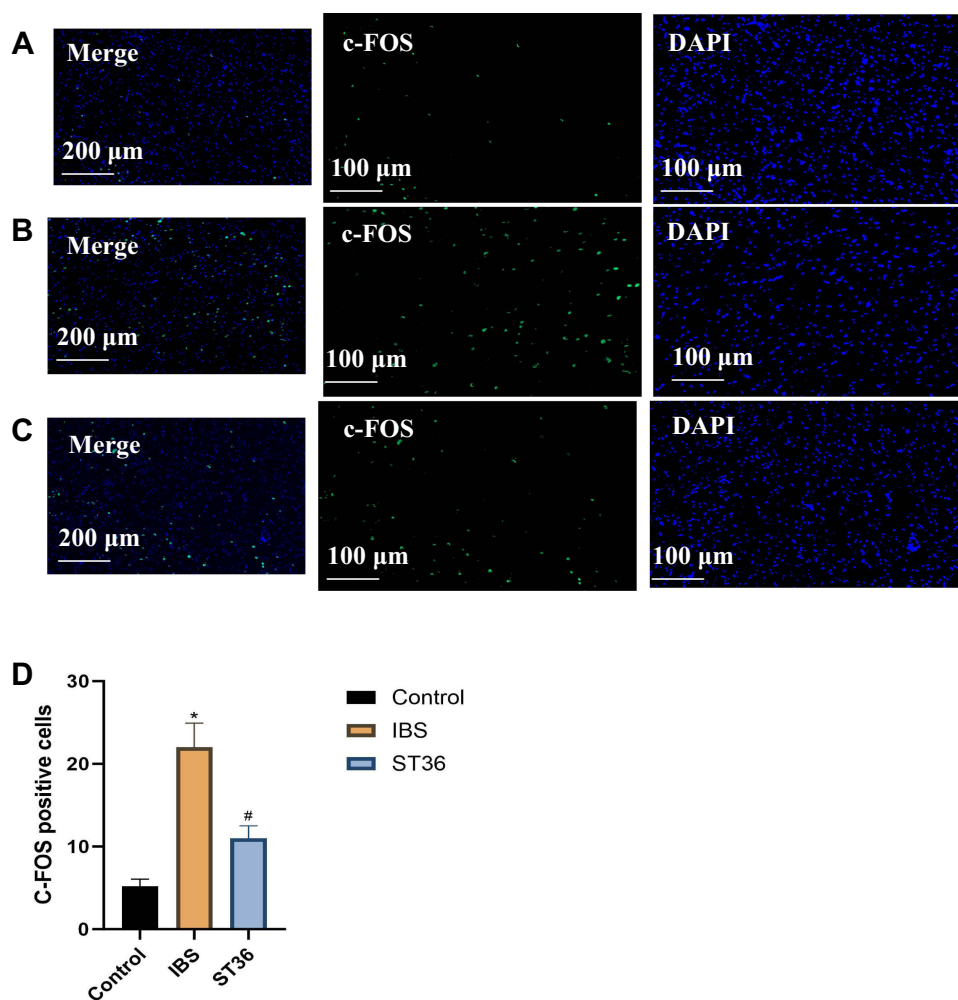 A
Merge
200 μm
c-FOS
100 μm
DAPI
100 μm
B
Merge
200 μm
c-FOS
100 μm
DAPI
100 μm
C
Merge
200 μm
c-FOS
100 μm
DAPI
100 μm
D
C-FOS positive cells
30
20
10
0
*
#
Control
IBS
ST36
Control
IBS
ST36